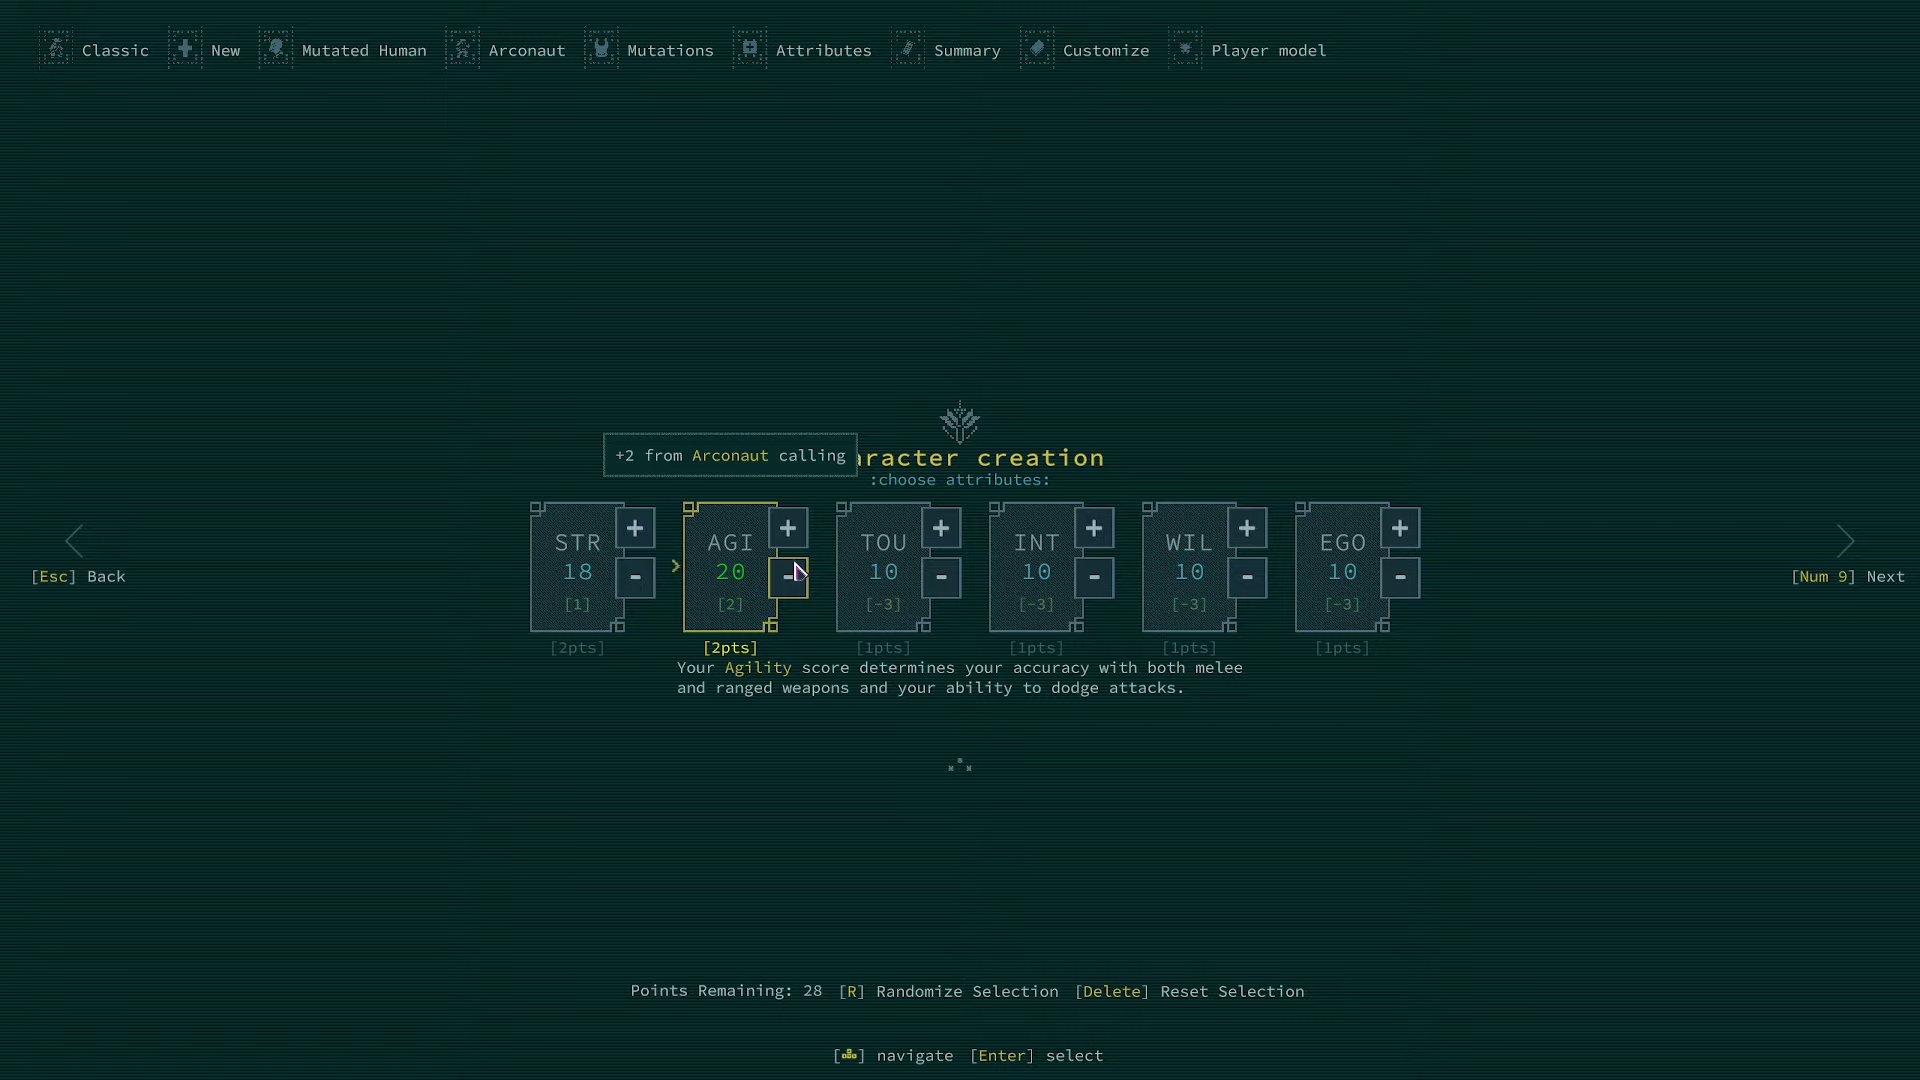 Classic New Mutated Human Arconaut Mutations Attributes Summary Customize Player model
+2 from Arconaut calling
aracter creation
:choose attributes:
+ + + + + +
STR AGI TOU INT WIL EGO
18 20 10 10 10 10
- - - - - -
[1] [2] [-3] [-3] [-3] [-3]
[2pts] [2pts] [1pts] [1pts] [1pts] [1pts]
[Esc] Back
[Num 9] Next
Your Agility score determines your accuracy with both melee
and ranged weapons and your ability to dodge attacks.
Points Remaining: 28 [R] Randomize Selection [Delete] Reset Selection
navigate [Enter] select